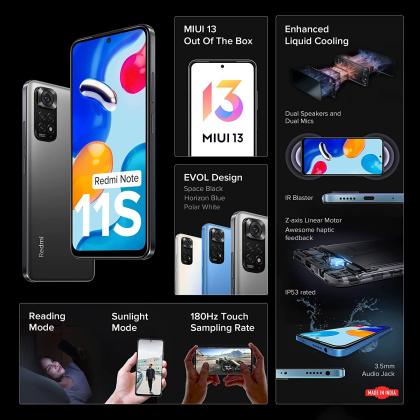 Redmi Note
11S
Redmi
MIUI 13
Out Of The Box
13
MIUI 13
EVOL Design
Space Black
Horizon Blue
Polar White
Enhanced
Liquid Cooling
Dual Speakers and
Dual Mics
IR Blaster
Z-axis Linear Motor
Awesome haptic
feedback
IP53 rated
3.5mm
Audio Jack
MADE IN INDIA
Reading
Mode
Sunlight
Mode
180Hz Touch
Sampling Rate